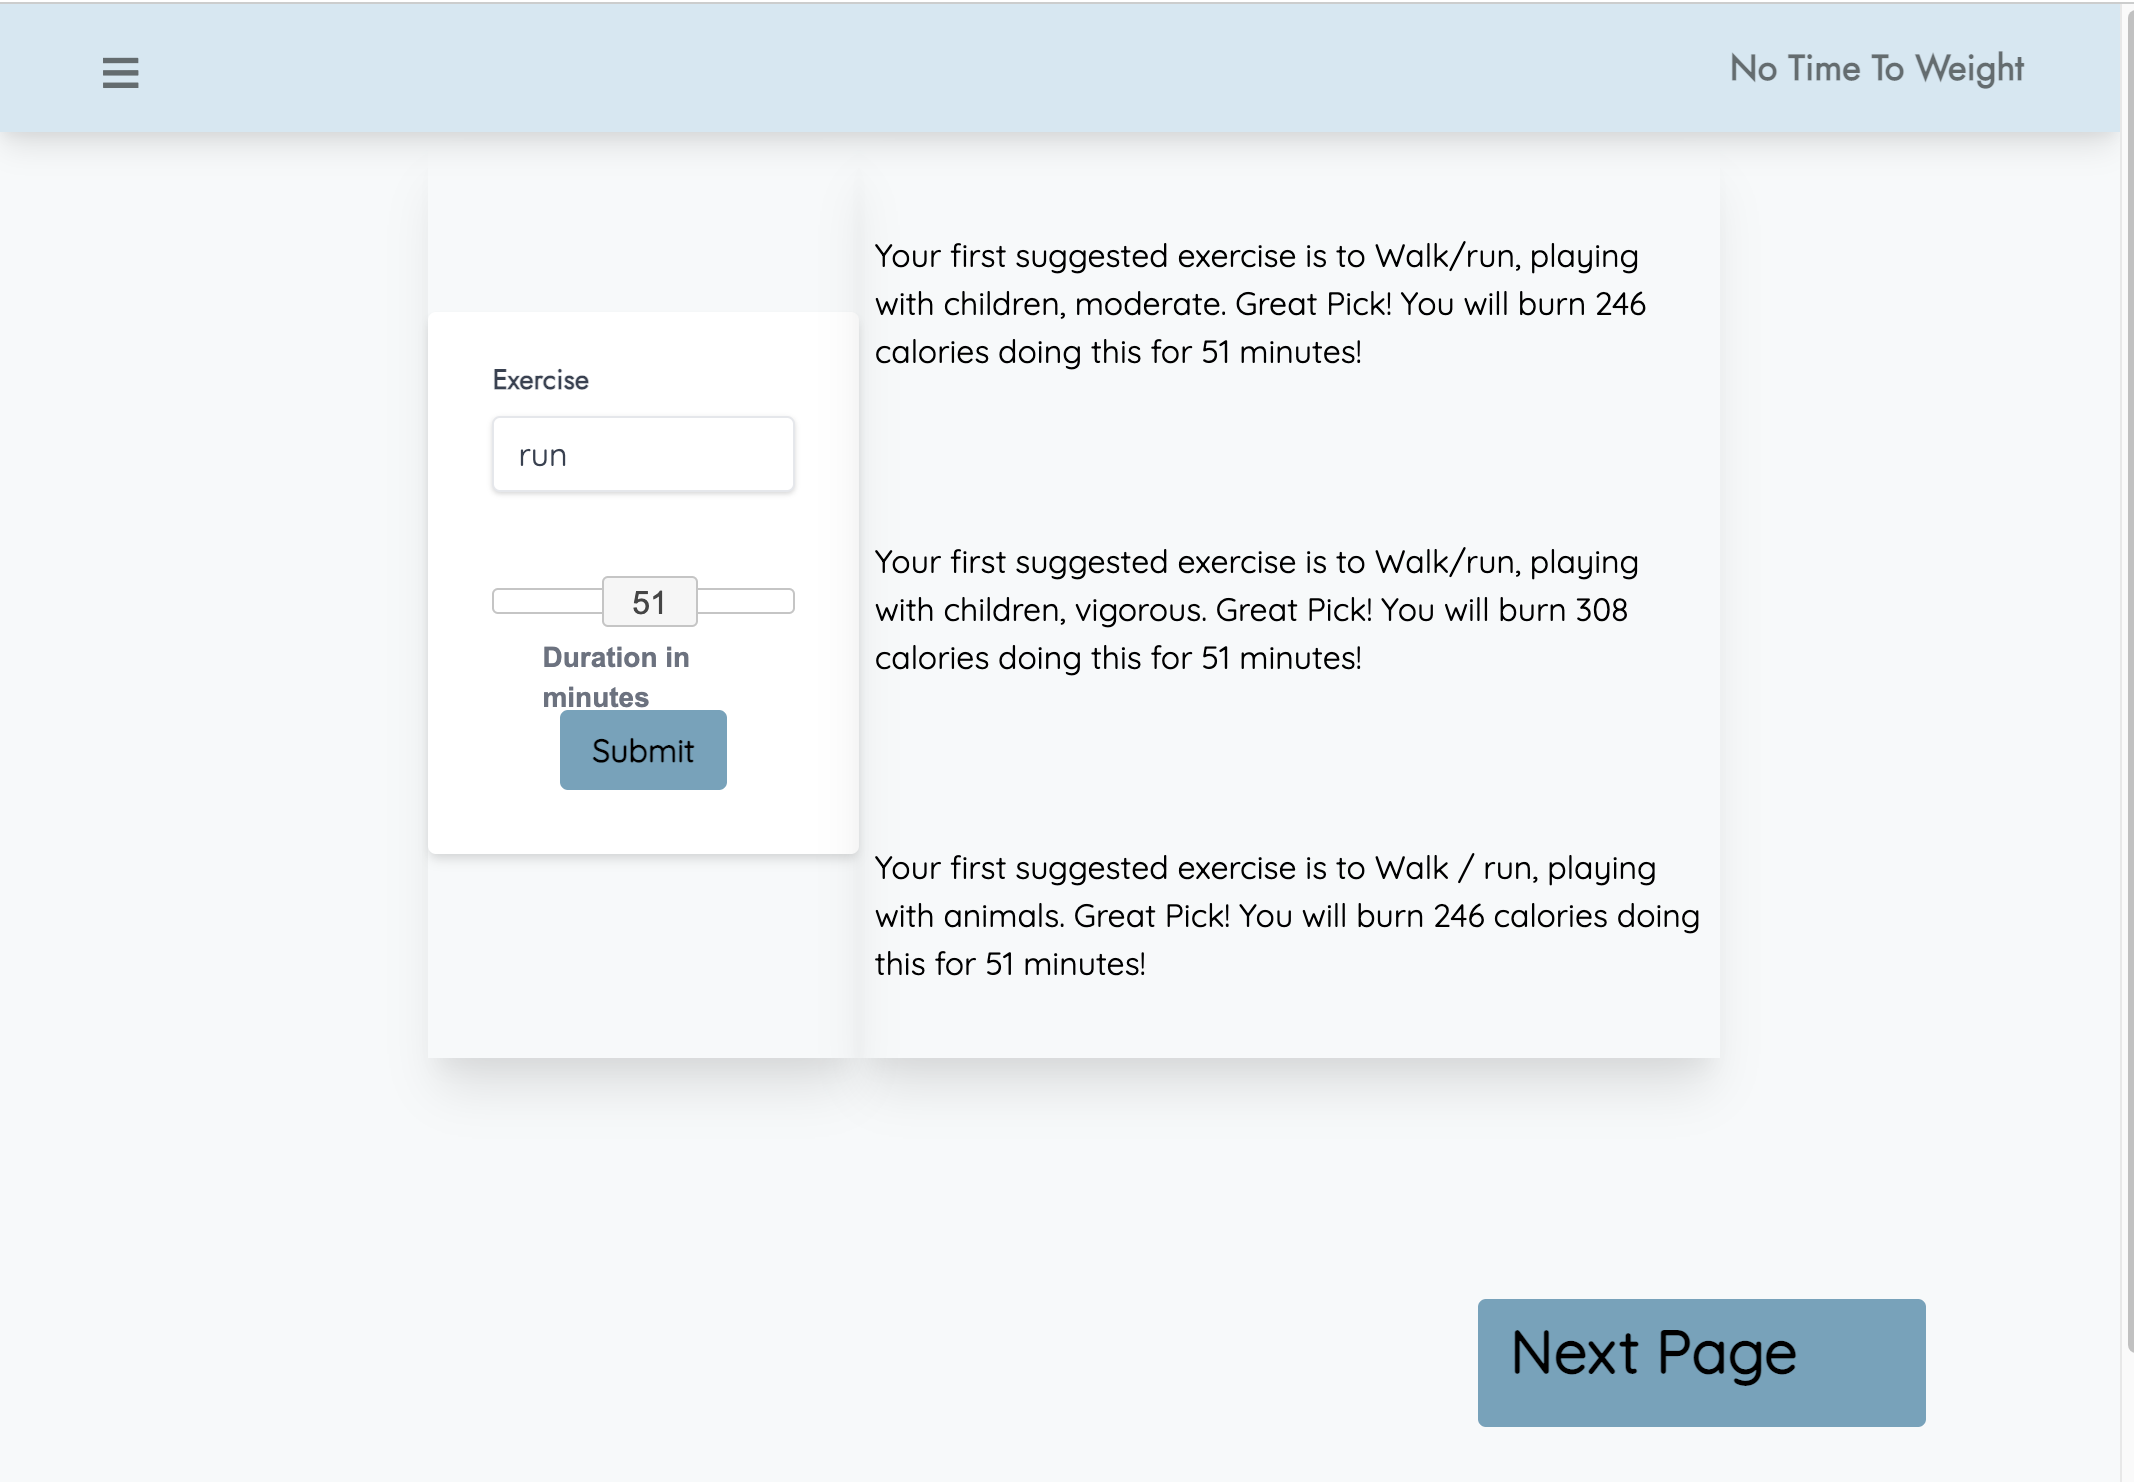 No Time To Weight
Exercise
run
51
Duration in
minutes
Submit
Your first suggested exercise is to Walk/run, playing
with children, moderate. Great Pick! You will burn 246
calories doing this for 51 minutes!
Your first suggested exercise is to Walk/run, playing
with children, vigorous. Great Pick! You will burn 308
calories doing this for 51 minutes!
Your first suggested exercise is to Walk / run, playing
with animals. Great Pick! You will burn 246 calories doing
this for 51 minutes!
Next Page